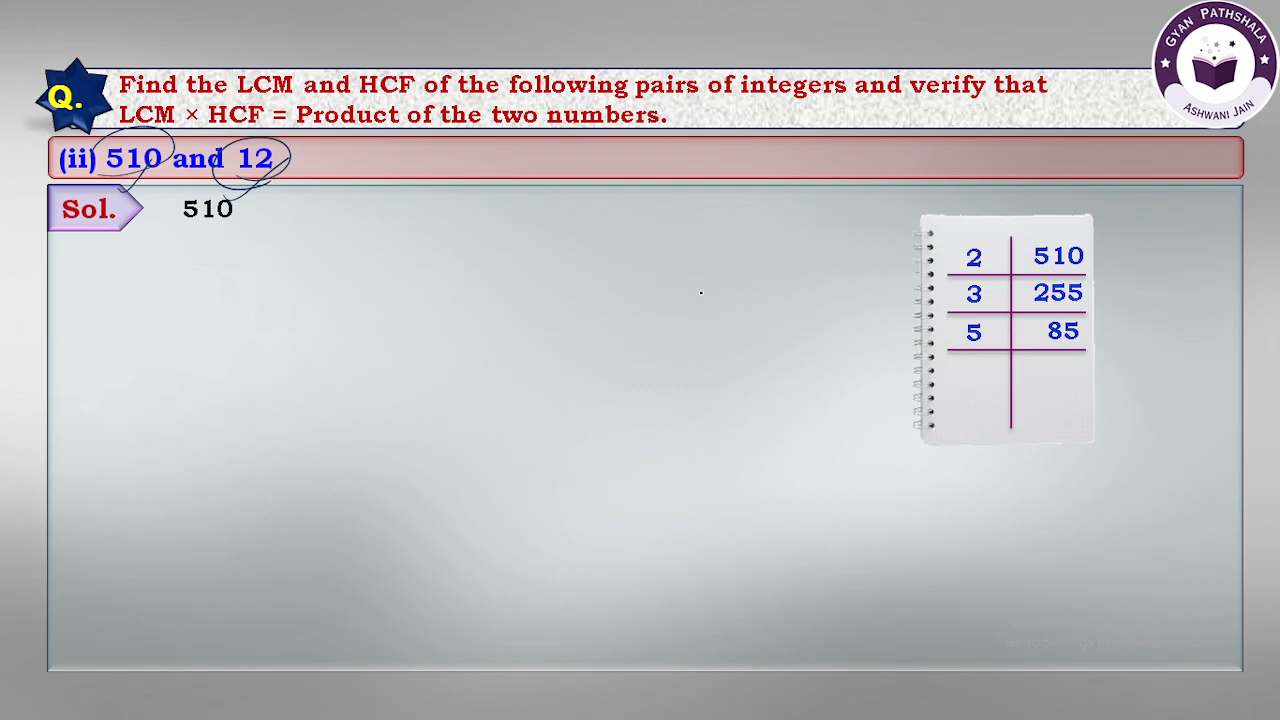 GYAN PATHSHALA
ASHWANI JAIN
Q. Find the LCM and HCF of the following pairs of integers and verify that
LCM × HCF = Product of the two numbers.
(ii) 510 and 12
Sol. 510
2 510
3 255
5 85